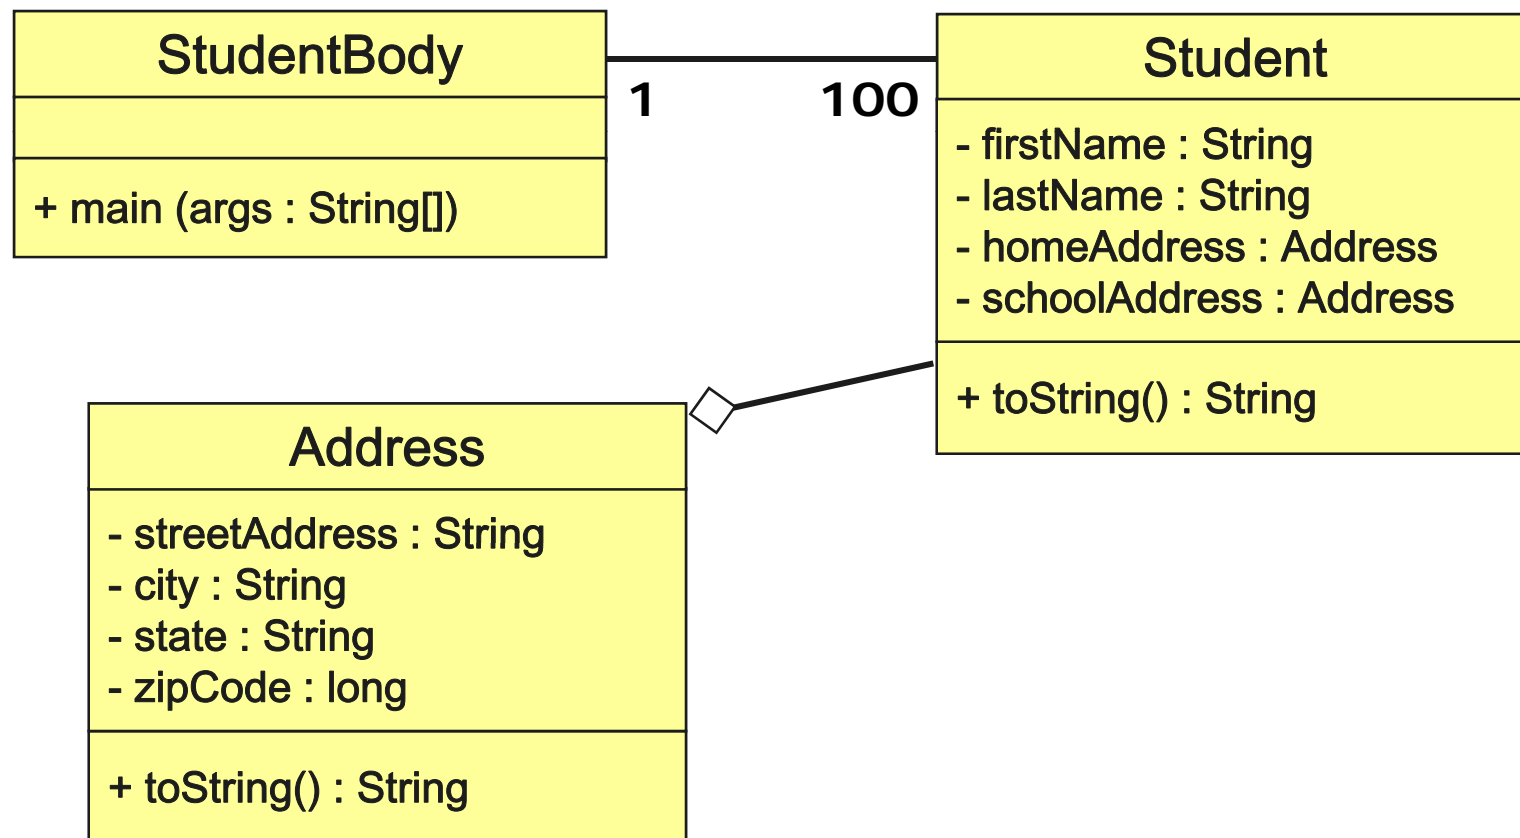 StudentBody
+ main (args : String[])
1
100
Student
- firstName : String
- lastName : String
- homeAddress : Address
- schoolAddress : Address
+ toString() : String
Address
- streetAddress : String
- city : String
- state : String
- zipCode : long
+ toString() : String